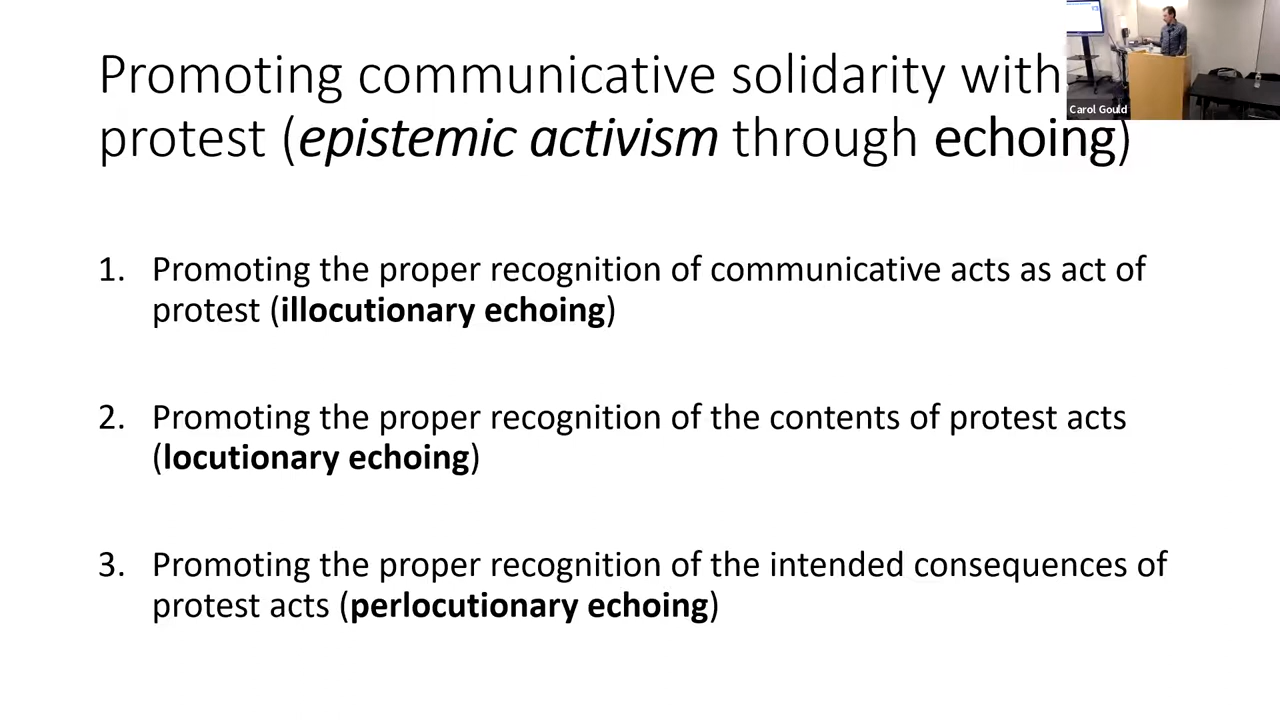 Promoting communicative solidarity with
protest (epistemic activism through echoing)
Carol Gould
1. Promoting the proper recognition of communicative acts as act of
protest (illocutionary echoing)
2. Promoting the proper recognition of the contents of protest acts
(locutionary echoing)
3. Promoting the proper recognition of the intended consequences of
protest acts (perlocutionary echoing)